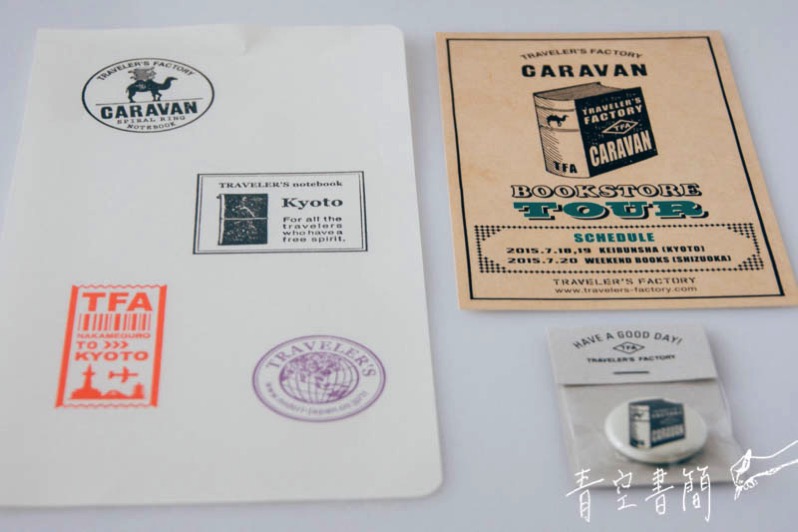 TRAVELER'S FACTORY
CARAVAN
SPIRAL RING
NOTEBOOK
TRAVELER'S notebook
Kyoto
For all the
travelers
who have a
free spirit.
TFA
NAKAMEGURO
TO >>>
KYOTO
TRAVELER'S
TRAVELER'S FACTORY
CARAVAN
TRAVELER'S
FACTORY
TFA
CARAVAN
TFA
BOOKSTORE
TOUR
SCHEDULE
2015.7.18,19 KEIBUNSHA (KYOTO)
2015.7.20 WEEKEND BOOKS (SHIZUOKA)
TRAVELER'S FACTORY
www.travelers-factory.com
HAVE A GOOD DAY!
TFA
TRAVELER'S FACTORY
CARAVAN
青空書簡